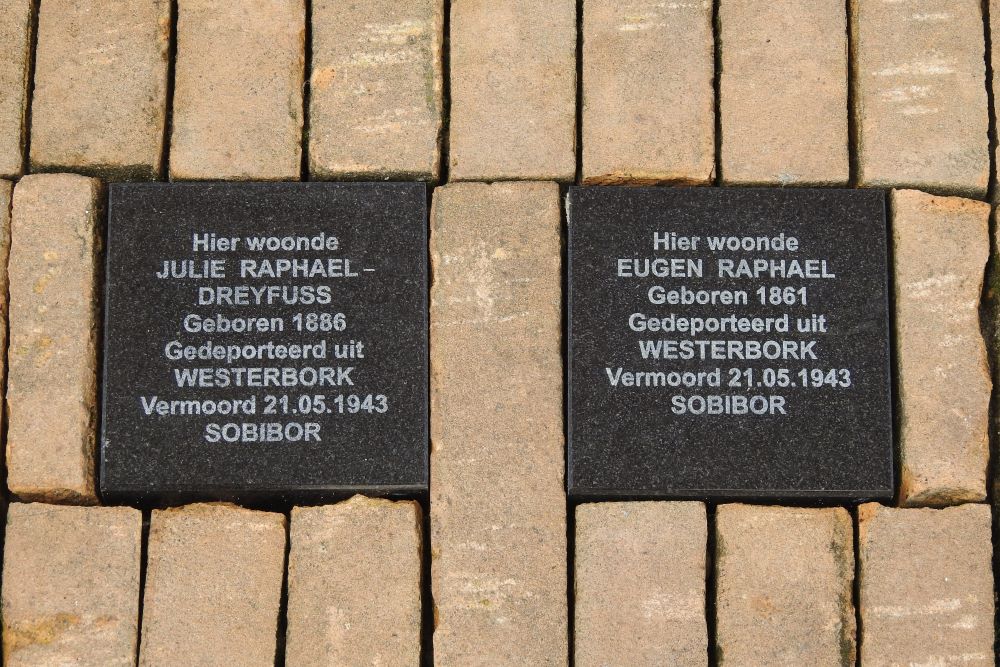 Hier woonde
JULIE RAPHAEL –
DREYFUSS
Geboren 1886
Gedeporteerd uit
WESTERBORK
Vermoord 21.05.1943
SOBIBOR
Hier woonde
EUGEN RAPHAEL
Geboren 1861
Gedeporteerd uit
WESTERBORK
Vermoord 21.05.1943
SOBIBOR